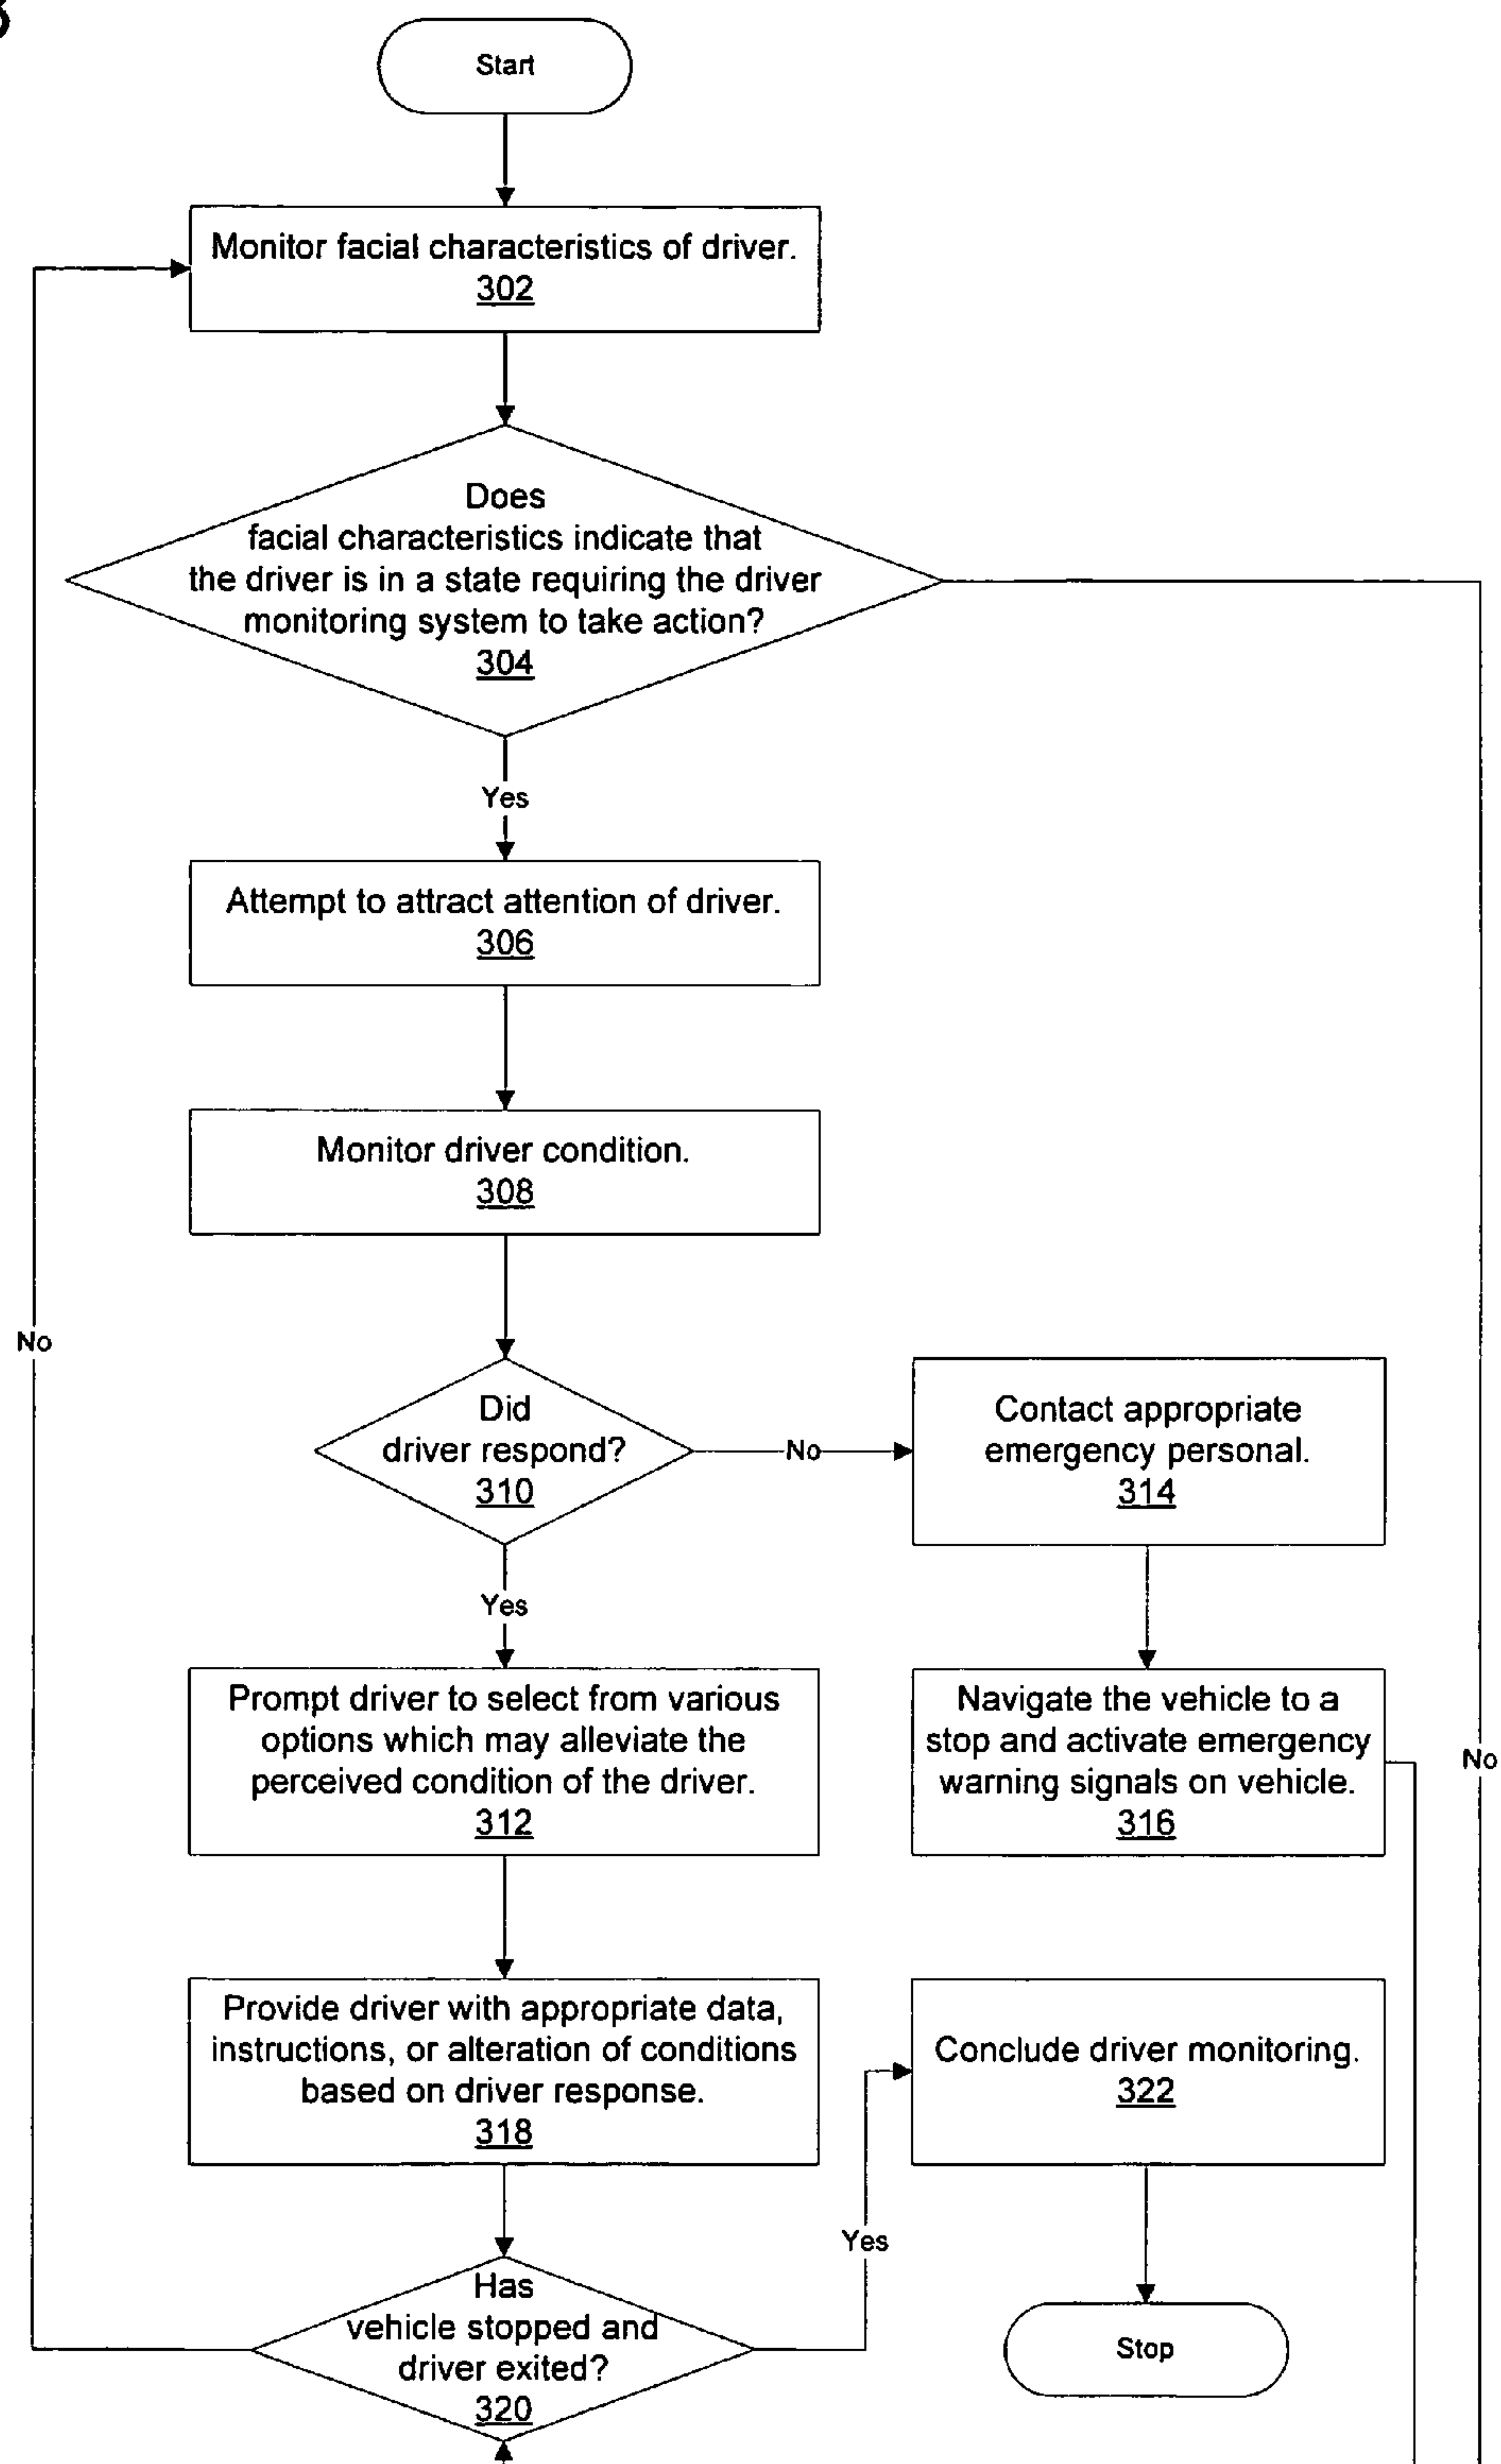 Start
Monitor facial characteristics of driver.
302
Does
facial characteristics indicate that
the driver is in a state requiring the driver
monitoring system to take action?
304
Yes
Attempt to attract attention of driver.
306
Monitor driver condition.
308
No
Did
driver respond?
310
No
Contact appropriate
emergency personal.
314
Yes
Prompt driver to select from various
options which may alleviate the
perceived condition of the driver.
312
Navigate the vehicle to a
stop and activate emergency
warning signals on vehicle.
316
No
Provide driver with appropriate data,
instructions, or alteration of conditions
based on driver response.
318
Conclude driver monitoring.
322
Yes
Has
vehicle stopped and
driver exited?
320
Stop